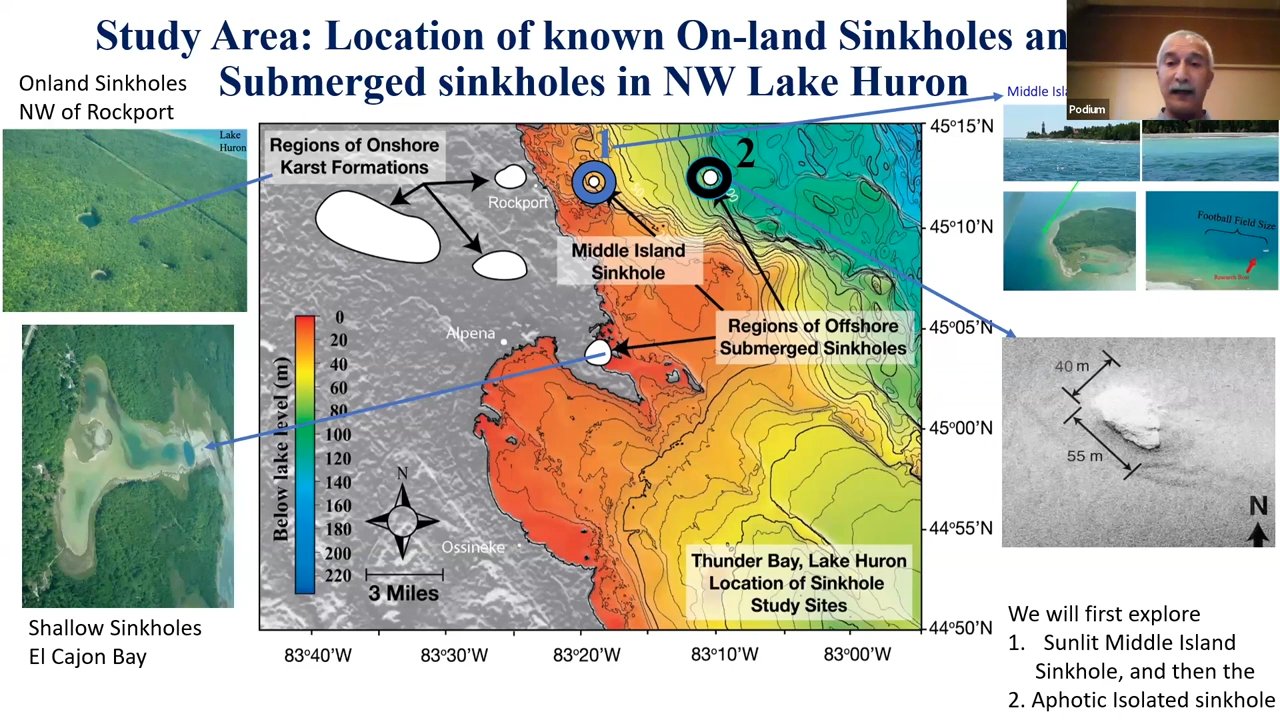 Study Area: Location of known On-land Sinkholes an
Submerged sinkholes in NW Lake Huron
Onland Sinkholes
NW of Rockport
Lake
Huron
Middle
Podium
Regions of Onshore
Karst Formations
Rockport
1
2
Middle Island
Sinkhole
Alpena
Regions of Offshore
Submerged Sinkholes
Below lake level (m)
0
20
40
60
80
100
120
140
160
180
200
220
N
3 Miles
Ossineke
Thunder Bay, Lake Huron
Location of Sinkhole
Study Sites
45°15'N
45°10'N
45°05'N
45°00'N
44°55'N
44°50'N
83°40'W
83°30'W
83°20'W
83°10'W
83°00'W
Football Field Size
Research Boat
40 m
55 m
N
Shallow Sinkholes
El Cajon Bay
We will first explore
1. Sunlit Middle Island
Sinkhole, and then the
2. Aphotic Isolated sinkhole